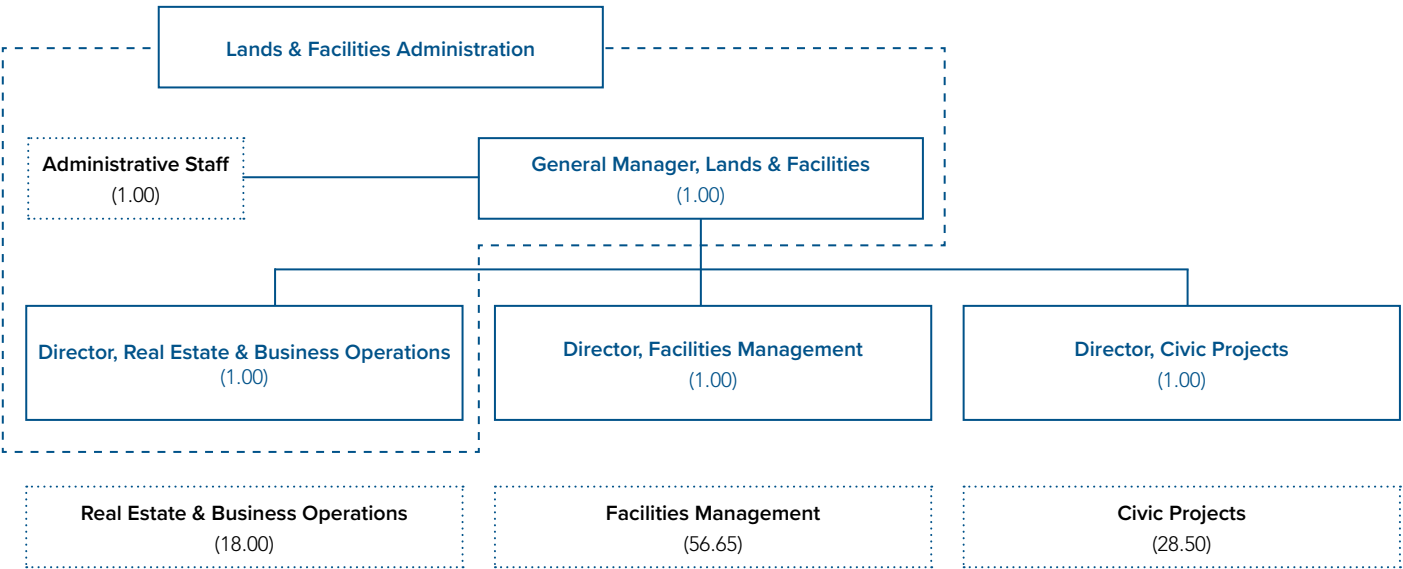 Lands & Facilities Administration
Administrative Staff
(1.00)
General Manager, Lands & Facilities
(1.00)
Director, Real Estate & Business Operations
(1.00)
Director, Facilities Management
(1.00)
Director, Civic Projects
(1.00)
Real Estate & Business Operations
(18.00)
Facilities Management
(56.65)
Civic Projects
(28.50)